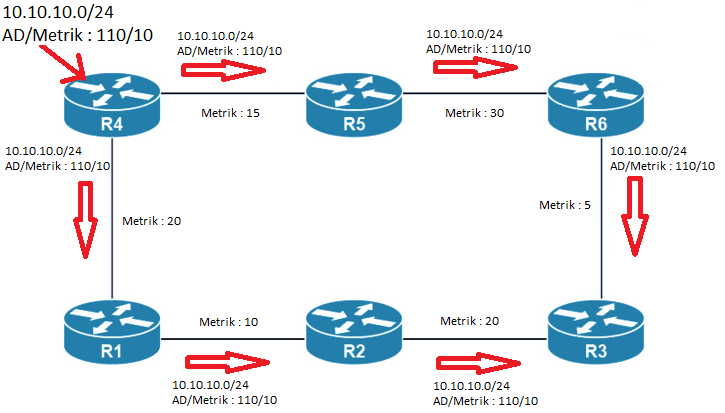 10.10.10.0/24
AD/Metrik : 110/10
10.10.10.0/24
AD/Metrik : 110/10
10.10.10.0/24
AD/Metrik : 110/10
R4
Metrik : 15
R5
Metrik : 30
R6
10.10.10.0/24
AD/Metrik : 110/10
10.10.10.0/24
AD/Metrik : 110/10
Metrik : 20
Metrik : 5
R1
Metrik : 10
R2
Metrik : 20
R3
10.10.10.0/24
AD/Metrik : 110/10
10.10.10.0/24
AD/Metrik : 110/10